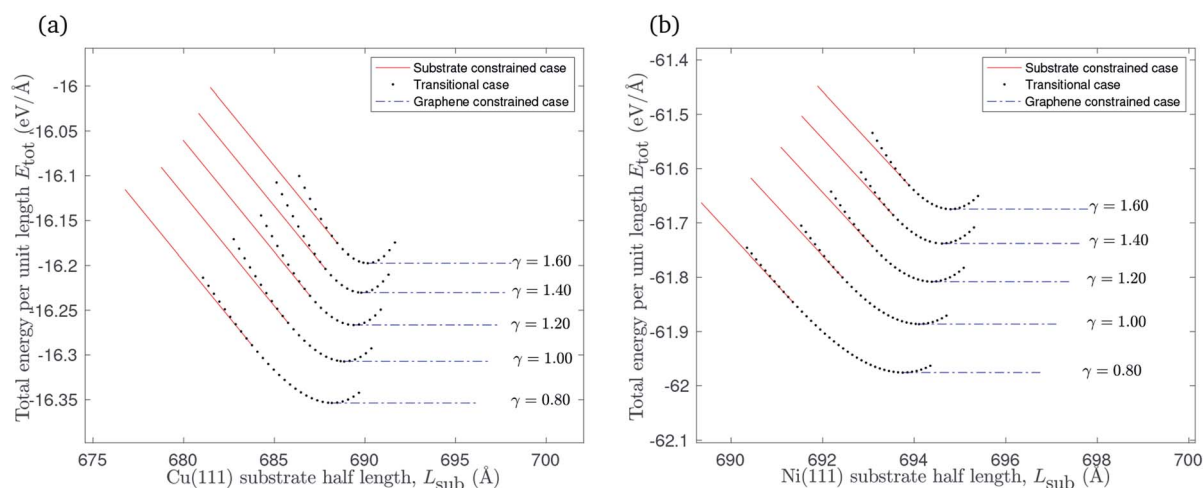 (a)
Total energy per unit length E_tot (eV/Å)
-16
-16.05
-16.1
-16.15
-16.2
-16.25
-16.3
-16.35
Substrate constrained case
Transitional case
Graphene constrained case
γ = 1.60
γ = 1.40
γ = 1.20
γ = 1.00
γ = 0.80
675 680 685 690 695 700
Cu(111) substrate half length, L_sub (Å)
(b)
Total energy per unit length E_tot (eV/Å)
-61.4
-61.5
-61.6
-61.7
-61.8
-61.9
-62
-62.1
Substrate constrained case
Transitional case
Graphene constrained case
γ = 1.60
γ = 1.40
γ = 1.20
γ = 1.00
γ = 0.80
690 692 694 696 698 700
Ni(111) substrate half length, L_sub (Å)